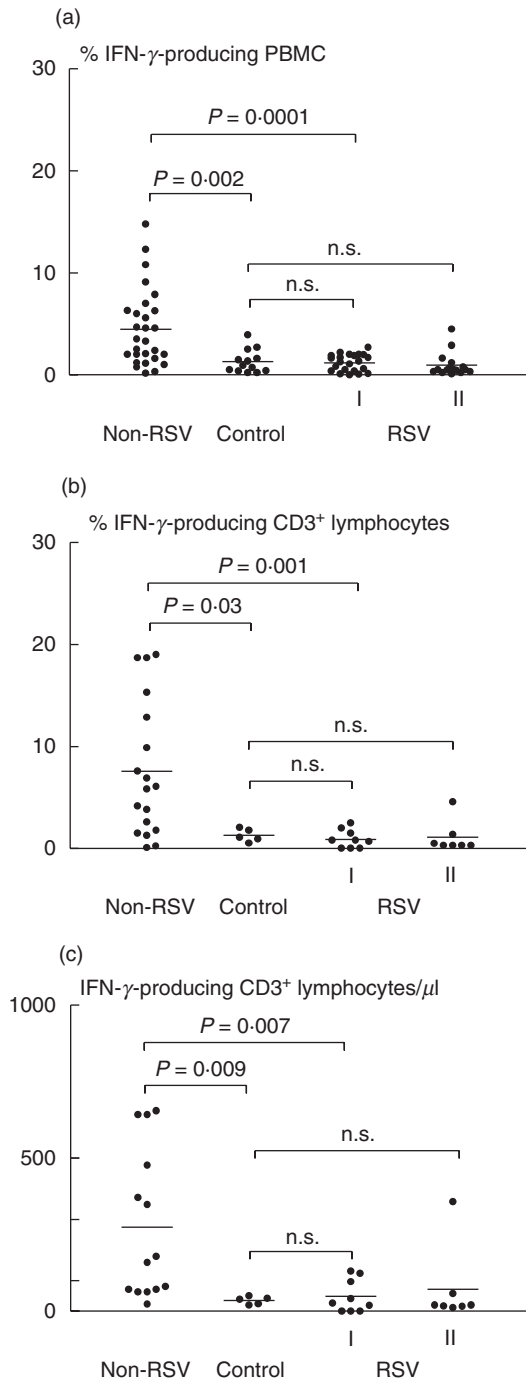 (a)
% IFN-γ-producing PBMC
30
P = 0·0001
20
P = 0·002
n.s.
10
n.s.
0
I II
Non-RSV Control RSV
(b)
% IFN-γ-producing CD3⁺ lymphocytes
30
P = 0·001
P = 0·03
20
n.s.
10
n.s.
0
I II
Non-RSV Control RSV
(c)
IFN-γ-producing CD3⁺ lymphocytes/μl
1000
P = 0·007
P = 0·009
n.s.
500
n.s.
0
I II
Non-RSV Control RSV